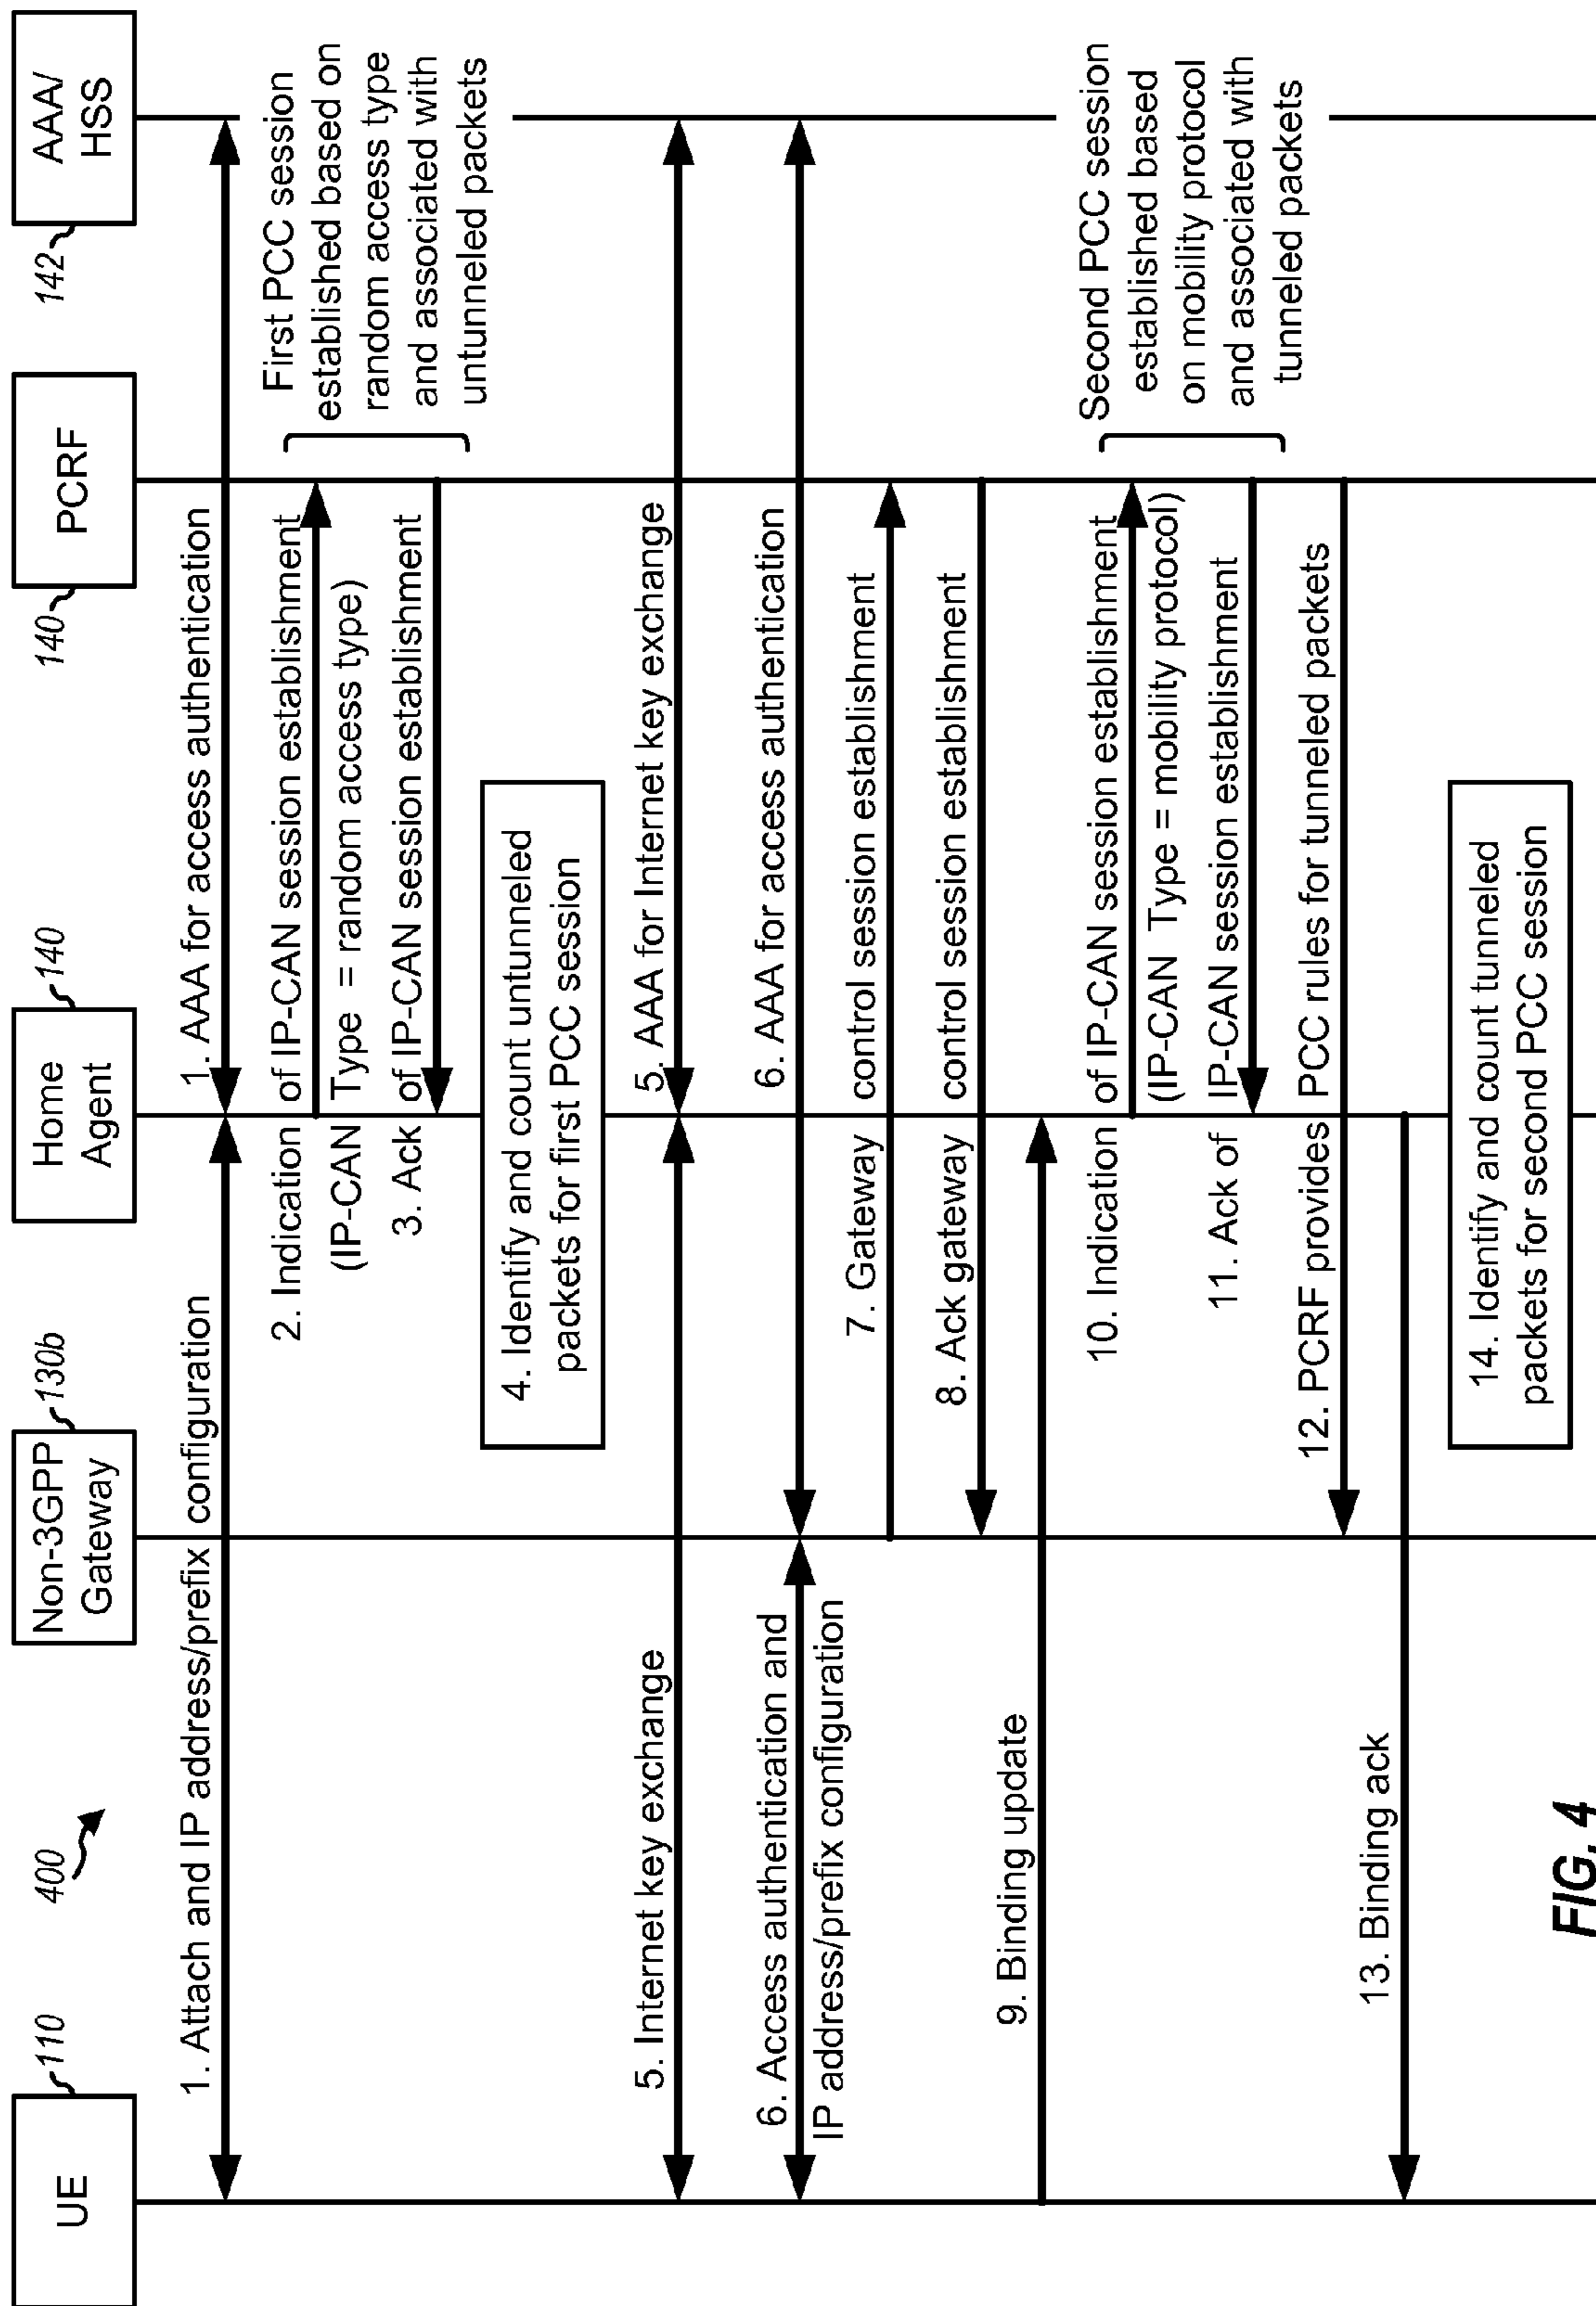 400
UE
110
Non-3GPP
Gateway
130b
Home
Agent
140
PCRF
140
AAA/
HSS
142
1. Attach and IP address/prefix configuration
1. AAA for access authentication
2. Indication of IP-CAN session establishment
(IP-CAN Type = random access type)
3. Ack of IP-CAN session establishment
First PCC session
established based on
random access type
and associated with
untunneled packets
4. Identify and count untunneled
packets for first PCC session
5. Internet key exchange
5. AAA for Internet key exchange
6. Access authentication and
IP address/prefix configuration
6. AAA for access authentication
7. Gateway control session establishment
8. Ack gateway control session establishment
9. Binding update
10. Indication of IP-CAN session establishment
(IP-CAN Type = mobility protocol)
11. Ack of IP-CAN session establishment
Second PCC session
established based
on mobility protocol
and associated with
tunneled packets
12. PCRF provides PCC rules for tunneled packets
13. Binding ack
14. Identify and count tunneled
packets for second PCC session
FIG. 4